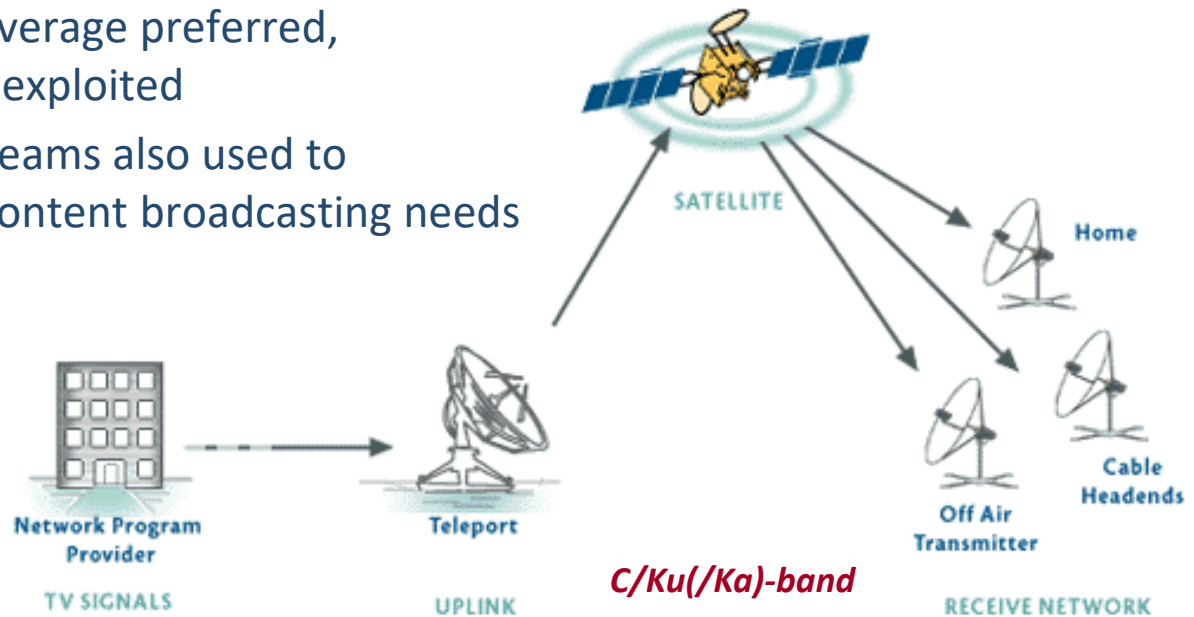 verage preferred,
exploited
eams also used to
ontent broadcasting needs
SATELLITE
Home
Cable
Headends
Off Air
Transmitter
Network Program
Provider
Teleport
C/Ku(/Ka)-band
TV SIGNALS
UPLINK
RECEIVE NETWORK